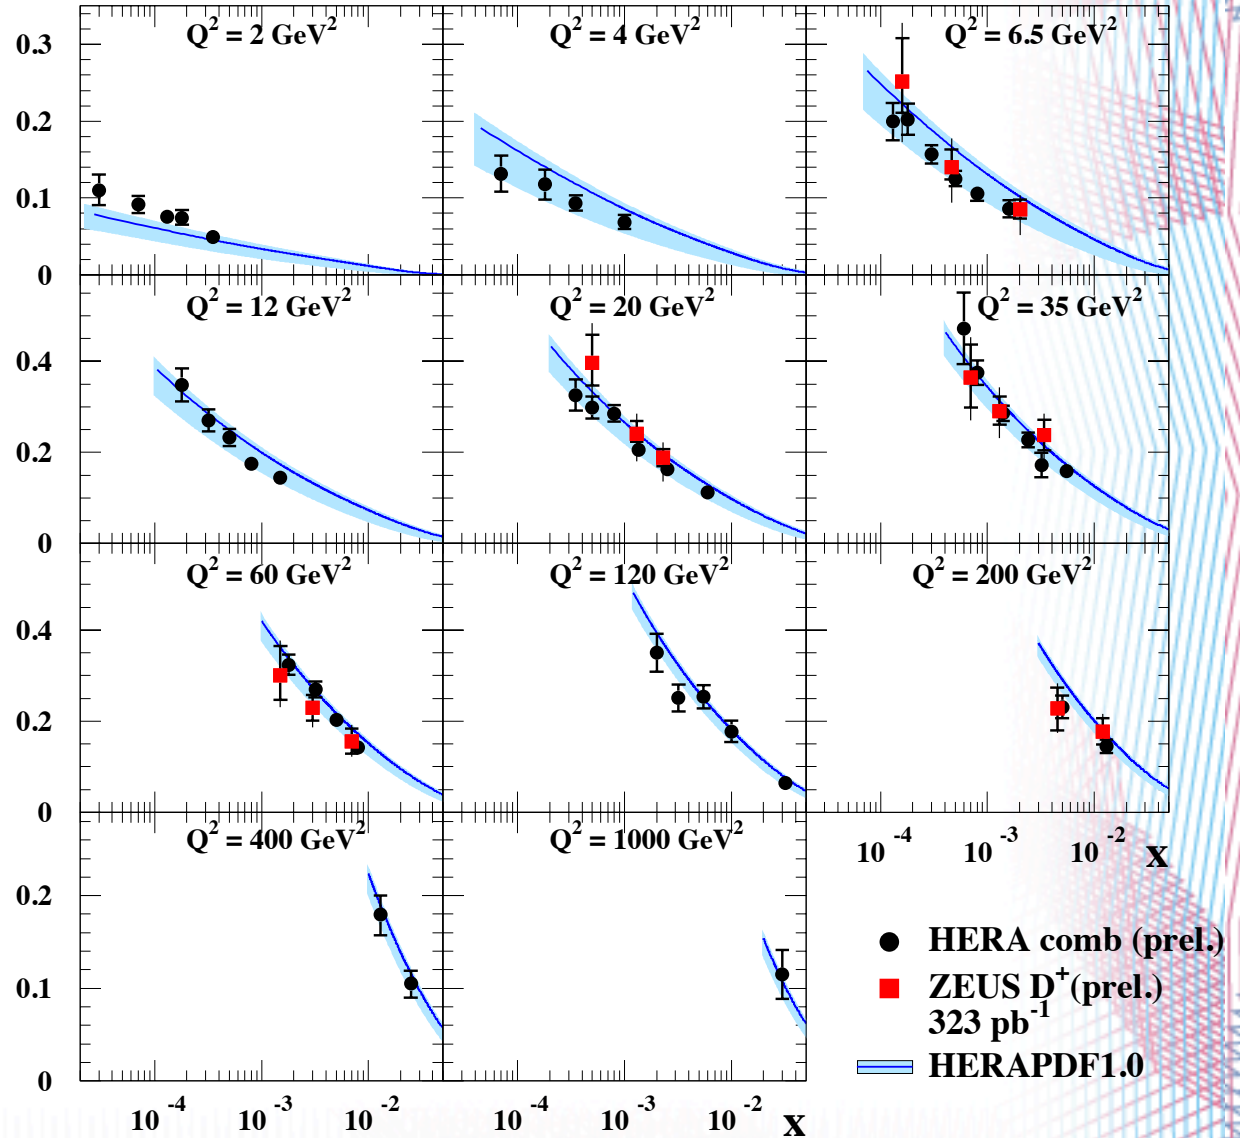 Q² = 2 GeV² Q² = 4 GeV² Q² = 6.5 GeV²
0.3
0.2
0.1
0
Q² = 12 GeV² Q² = 20 GeV² Q² = 35 GeV²
0.4
0.2
0
Q² = 60 GeV² Q² = 120 GeV² Q² = 200 GeV²
0.4
0.2
0
Q² = 400 GeV² Q² = 1000 GeV²
10⁻⁴ 10⁻³ 10⁻² x
0.2
0.1
0
HERA comb (prel.)
ZEUS D⁺(prel.)
323 pb⁻¹
HERAPDF1.0
10⁻⁴ 10⁻³ 10⁻² 10⁻⁴ 10⁻³ 10⁻² x